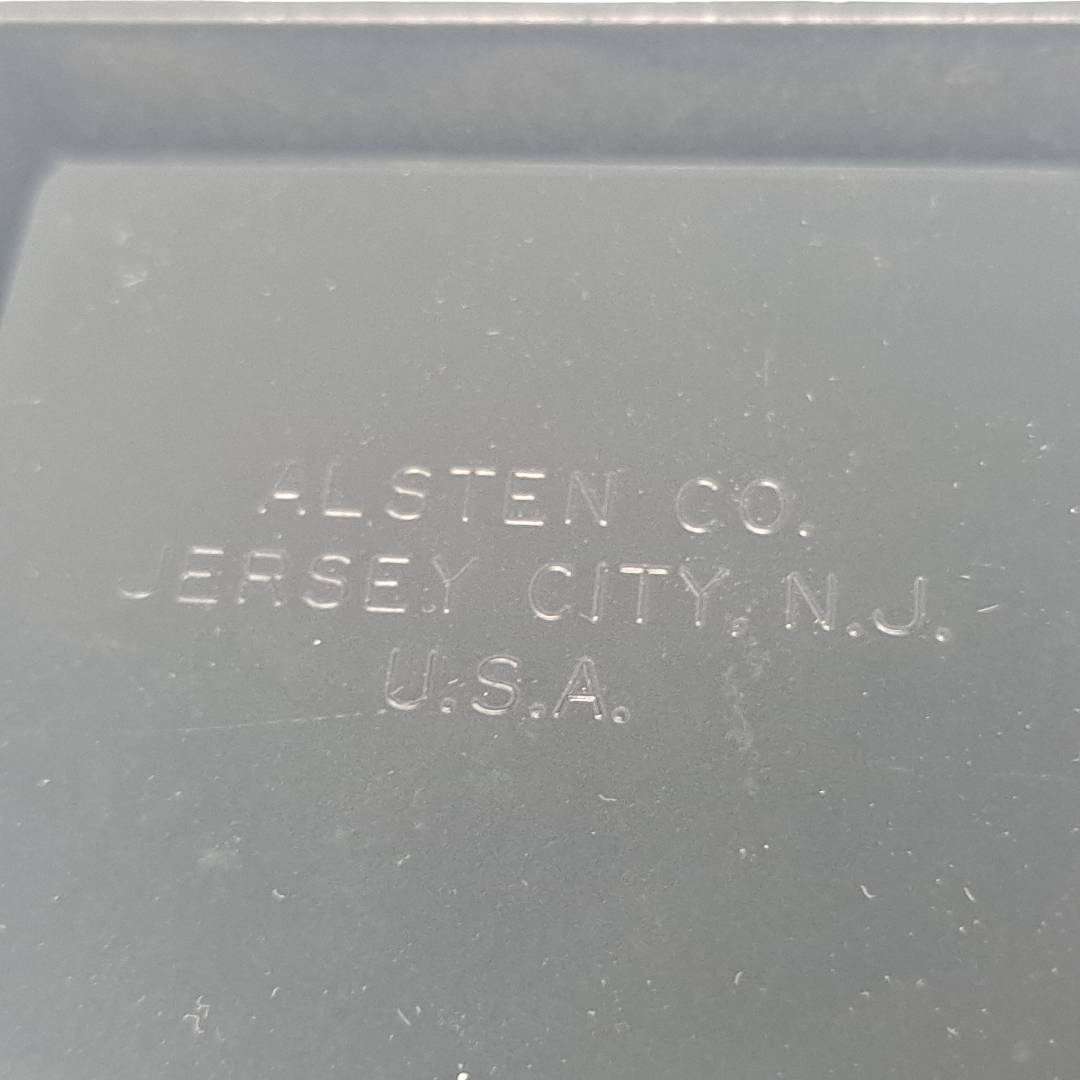 ALSTEN CO.
JERSEY CITY, N.J.
U.S.A.